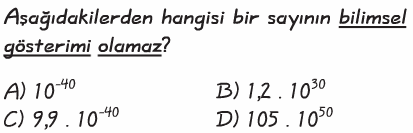 Aşağıdakilerden hangisi bir sayının bilimsel
gösterimi olamaz?
A) 10⁻⁴⁰ B) 1,2 . 10³⁰
C) 9,9 . 10⁻⁴⁰ D) 105 . 10⁵⁰